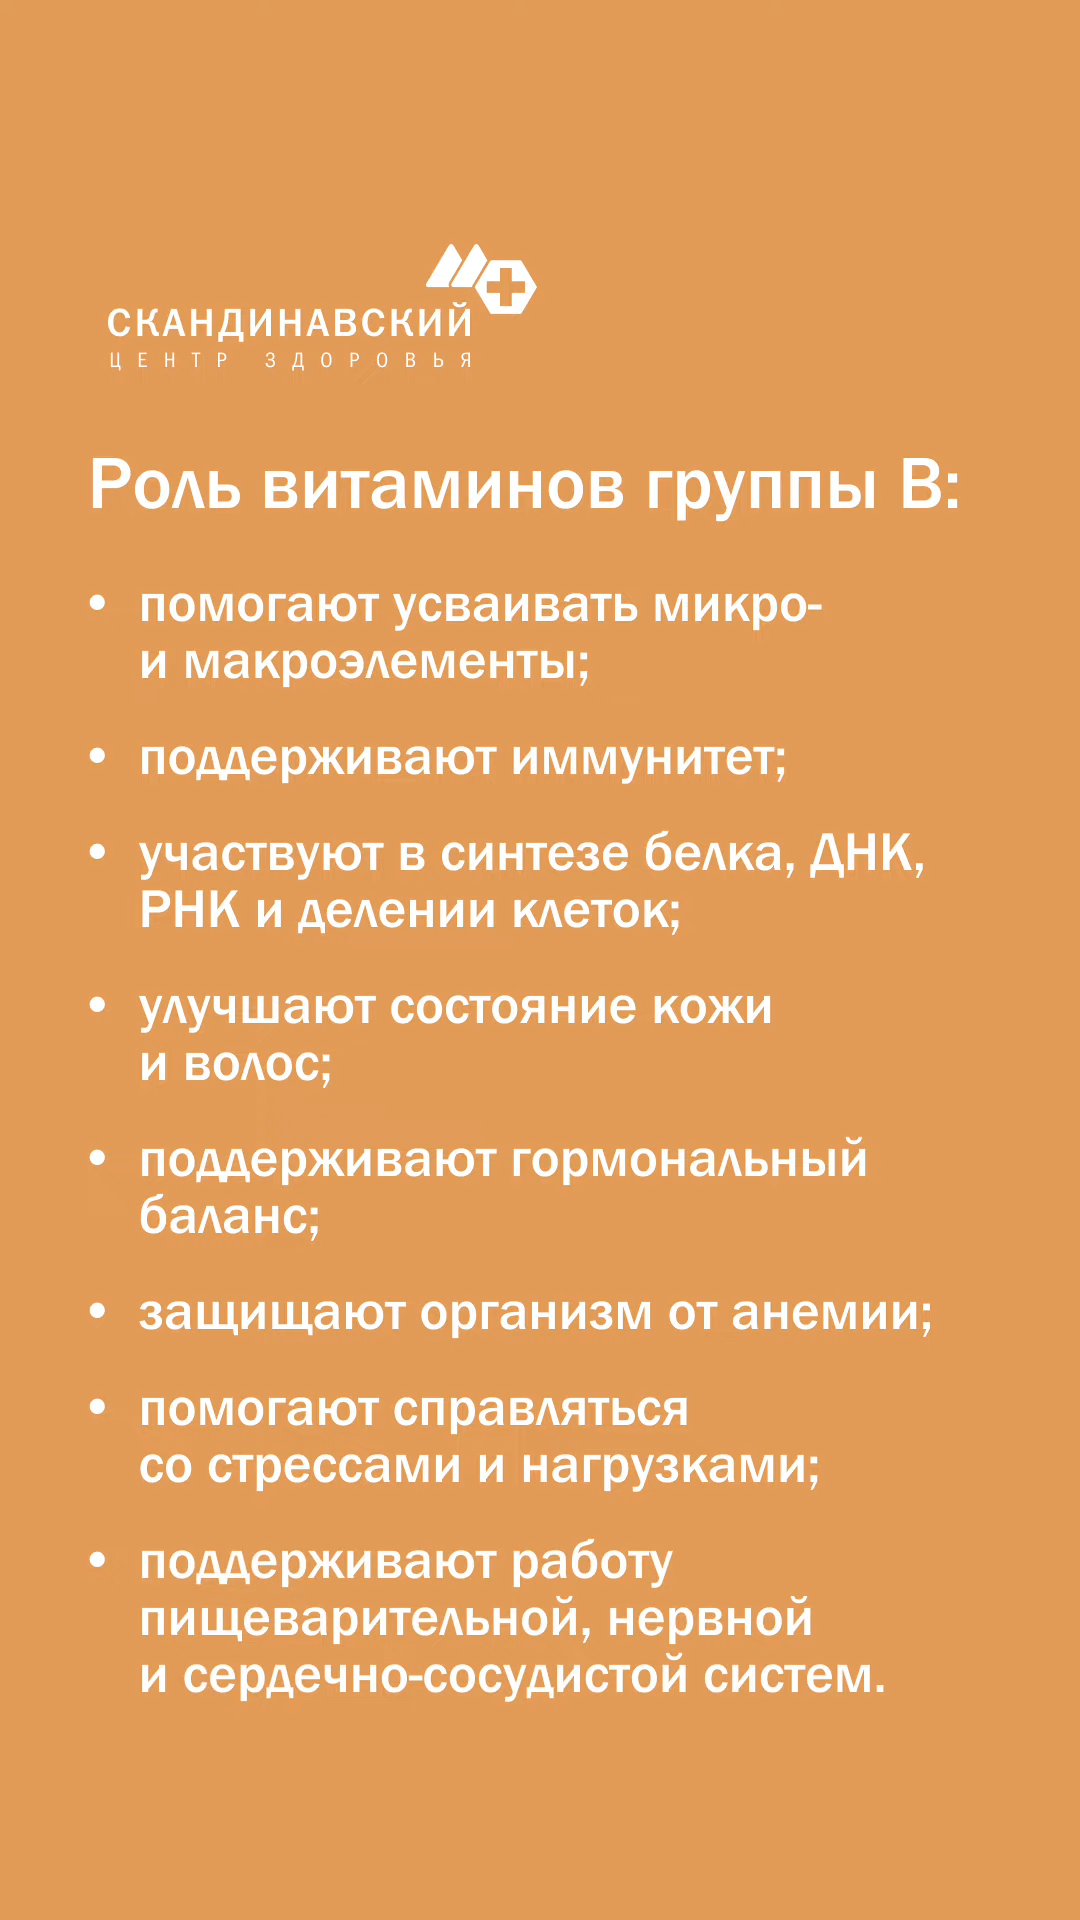 СКАНДИНАВСКИЙ
ЦЕНТР ЗДОРОВЬЯ
Роль витаминов группы В:
• помогают усваивать микро-
и макроэлементы;
• поддерживают иммунитет;
• участвуют в синтезе белка, ДНК,
РНК и делении клеток;
• улучшают состояние кожи
и волос;
• поддерживают гормональный
баланс;
• защищают организм от анемии;
• помогают справляться
со стрессами и нагрузками;
• поддерживают работу
пищеварительной, нервной
и сердечно-сосудистой систем.